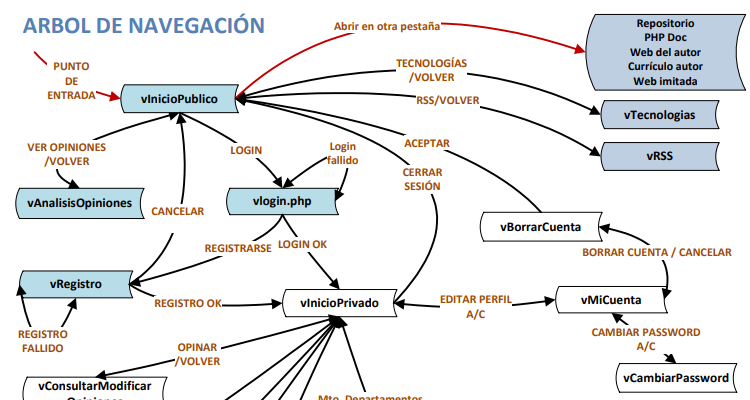 ARBOL DE NAVEGACIÓN
Abrir en otra pestaña
Repositorio
PHP Doc
Web del autor
Currículo autor
Web imitada
PUNTO
DE
ENTRADA
vInicioPublico
TECNOLOGÍAS
/VOLVER
RSS/VOLVER
vTecnologias
VER OPINIONES
/VOLVER
LOGIN
Login
fallido
ACEPTAR
vRSS
CERRAR
SESIÓN
vAnalisisOpiniones
CANCELAR
vlogin.php
vBorrarCuenta
REGISTRARSE
LOGIN OK
BORRAR CUENTA / CANCELAR
vRegistro
REGISTRO OK
vInicioPrivado
EDITAR PERFIL
A/C
vMiCuenta
REGISTRO
FALLIDO
CAMBIAR PASSWORD
A/C
OPINAR
/VOLVER
vCambiarPassword
vConsultarModificar
Opiniones
Mto. Departamentos